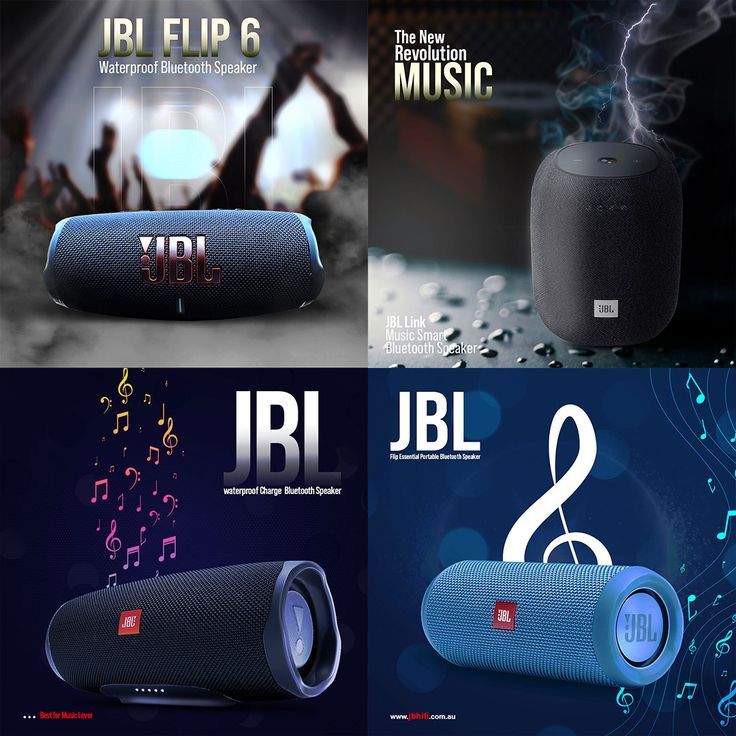 JBL FLIP 6
Waterproof Bluetooth Speaker
JBL
!JBL
The New
Revolution
MUSIC
JBL
JBL Link
Music Smart
Bluetooth Speaker
JBL
waterproof Charge Bluetooth Speaker
JBL
!
... Best for Music Lover
JBL
Flip Essential Portable Bluetooth Speaker
JBL
!JBL
www.jbhifi.com.au